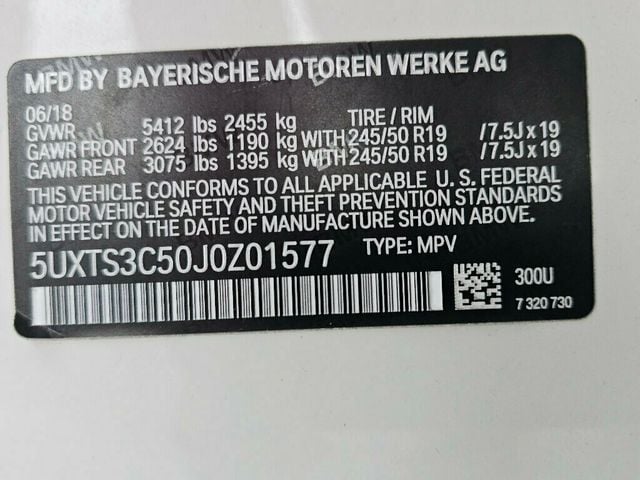 MFD BY BAYERISCHE MOTOREN WERKE AG
06/18 TIRE / RIM
GVWR 5412 lbs 2455 kg
GAWR FRONT 2624 lbs 1190 kg WITH 245/50 R19 /7.5J x 19
GAWR REAR 3075 lbs 1395 kg WITH 245/50 R19 /7.5J x 19
THIS VEHICLE CONFORMS TO ALL APPLICABLE U. S. FEDERAL
MOTOR VEHICLE SAFETY AND THEFT PREVENTION STANDARDS
IN EFFECT ON THE DATE OF MANUFACTURE SHOWN ABOVE.
5UXTS3C50J0Z01577 TYPE: MPV
300U
7 320 730